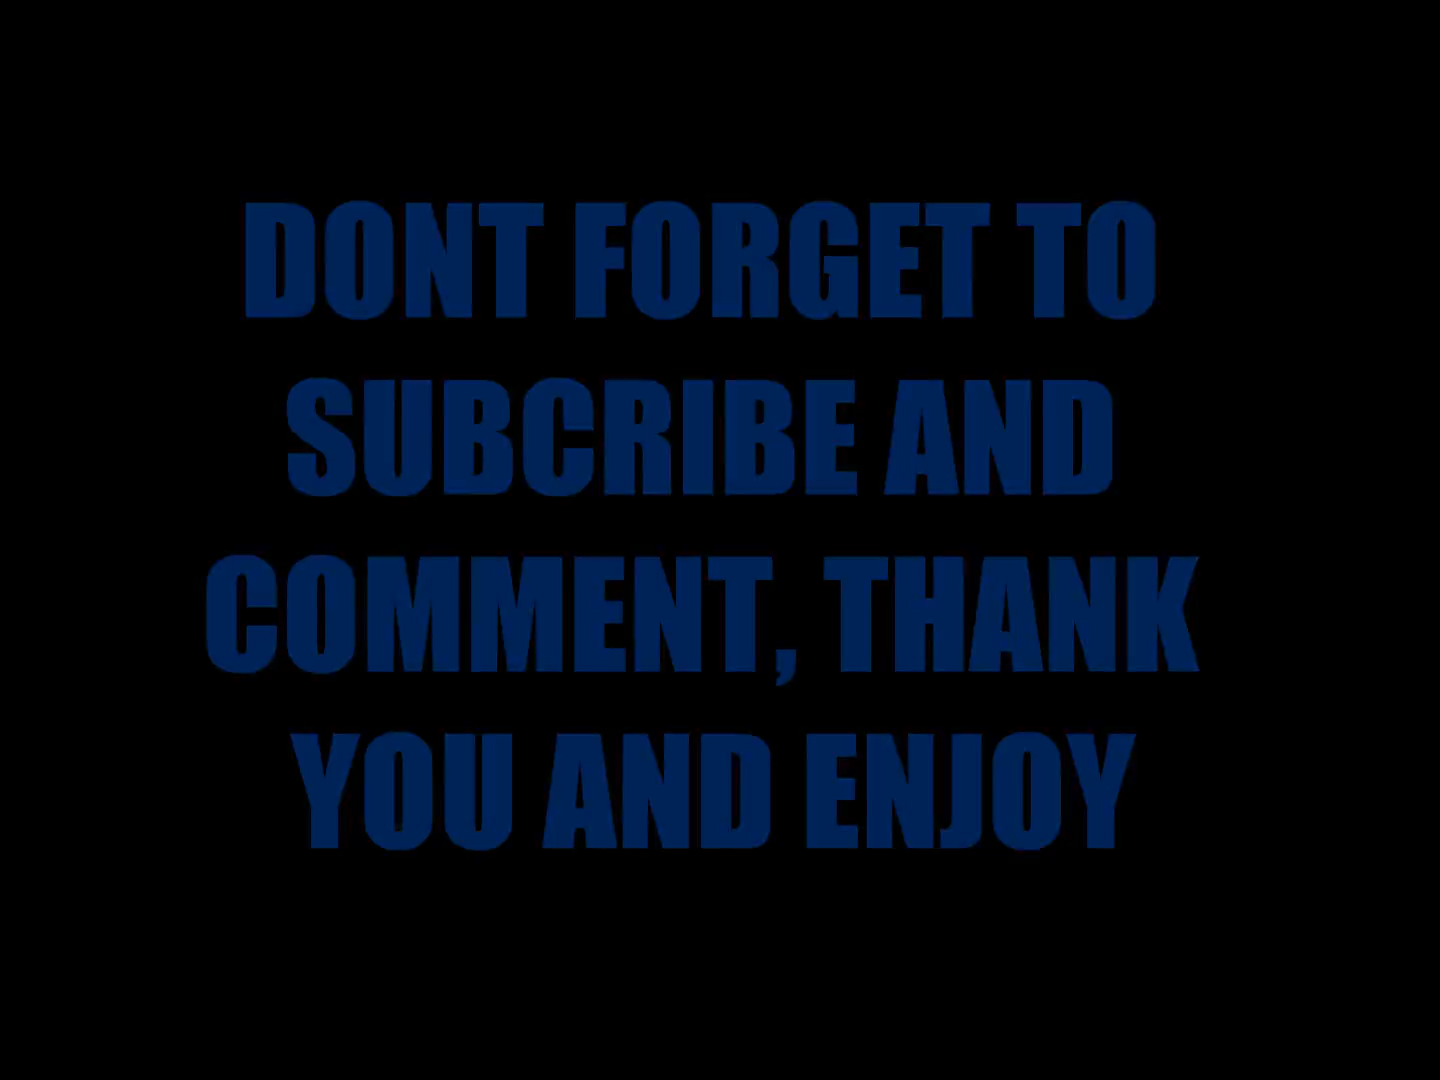 DONT FORGET TO
SUBCRIBE AND
COMMENT, THANK
YOU AND ENJOY